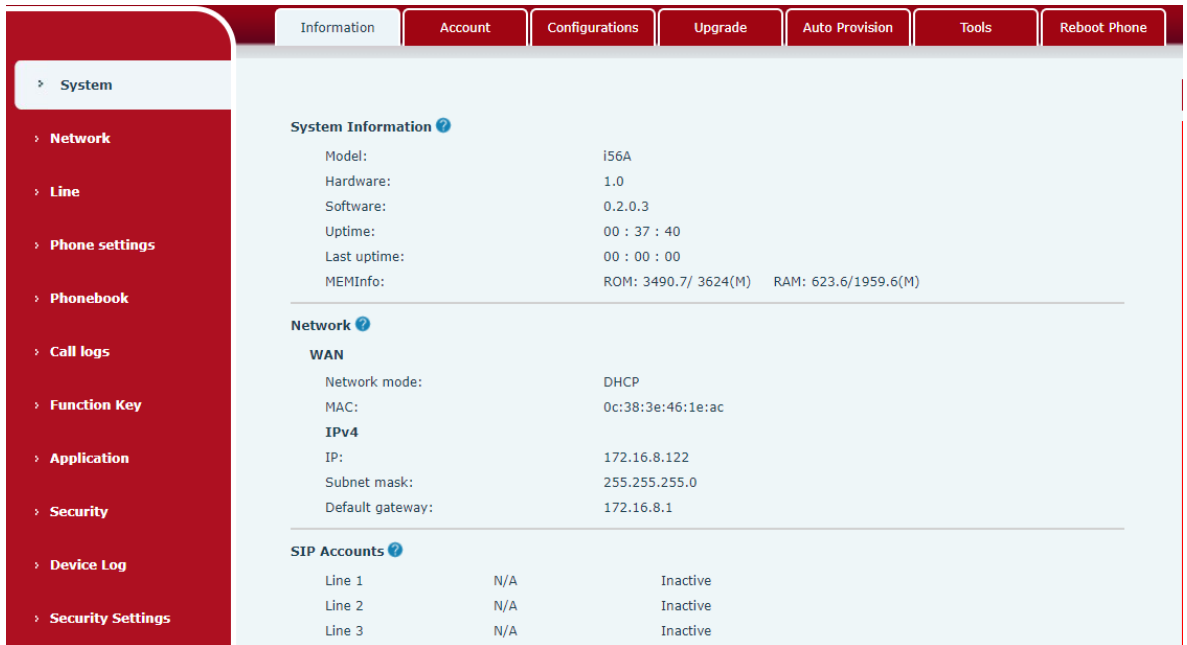 Information Account Configurations Upgrade Auto Provision Tools Reboot Phone
System
Network
Line
Phone settings
Phonebook
Call logs
Function Key
Application
Security
Device Log
Security Settings
System Information ?
Model: i56A
Hardware: 1.0
Software: 0.2.0.3
Uptime: 00 : 37 : 40
Last uptime: 00 : 00 : 00
MEMInfo: ROM: 3490.7/ 3624(M) RAM: 623.6/1959.6(M)
Network ?
WAN
Network mode: DHCP
MAC: 0c:38:3e:46:1e:ac
IPv4
IP: 172.16.8.122
Subnet mask: 255.255.255.0
Default gateway: 172.16.8.1
SIP Accounts ?
Line 1 N/A Inactive
Line 2 N/A Inactive
Line 3 N/A Inactive